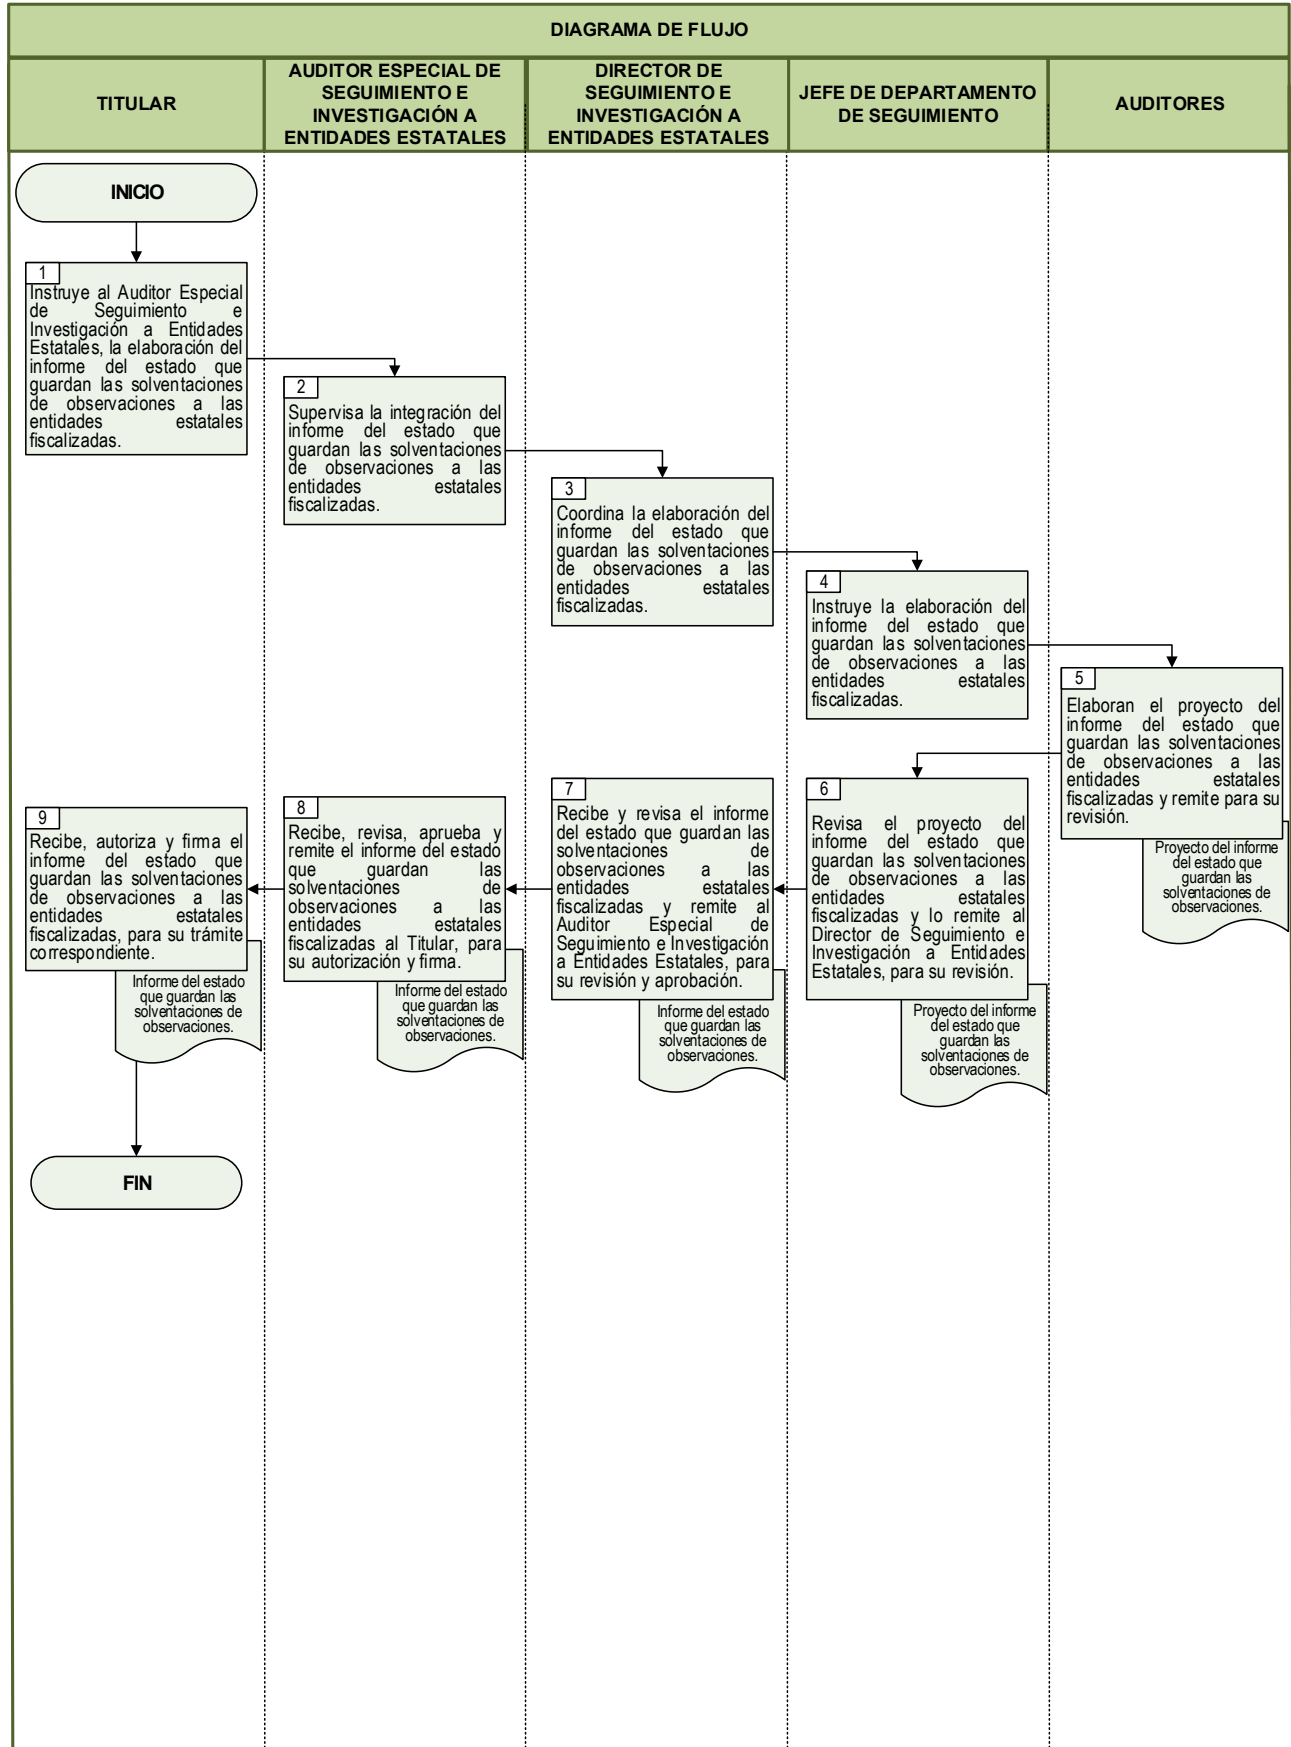 DIAGRAMA DE FLUJO
TITULAR
AUDITOR ESPECIAL DE
SEGUIMIENTO E
INVESTIGACIÓN A
ENTIDADES ESTATALES
DIRECTOR DE
SEGUIMIENTO E
INVESTIGACIÓN A
ENTIDADES ESTATALES
JEFE DE DEPARTAMENTO
DE SEGUIMIENTO
AUDITORES
INICIO
1
Instruye al Auditor Especial
de Seguimiento e
Investigación a Entidades
Estatales, la elaboración del
informe del estado que
guardan las solventaciones
de observaciones a las
entidades estatales
fiscalizadas.
2
Supervisa la integración del
informe del estado que
guardan las solventaciones
de observaciones a las
entidades estatales
fiscalizadas.
3
Coordina la elaboración del
informe del estado que
guardan las solventaciones
de observaciones a las
entidades estatales
fiscalizadas.
4
Instruye la elaboración del
informe del estado que
guardan las solventaciones
de observaciones a las
entidades estatales
fiscalizadas.
5
Elaboran el proyecto del
informe del estado que
guardan las solventaciones
de observaciones a las
entidades estatales
fiscalizadas y remite para su
revisión.
Proyecto del informe
del estado que
guardan las
solventaciones de
observaciones.
6
Revisa el proyecto del
informe del estado que
guardan las solventaciones
de observaciones a las
entidades estatales
fiscalizadas y lo remite al
Director de Seguimiento e
Investigación a Entidades
Estatales, para su revisión.
Proyecto del informe
del estado que
guardan las
solventaciones de
observaciones.
7
Recibe y revisa el informe
del estado que guardan las
solventaciones de
observaciones a las
entidades estatales
fiscalizadas y remite al
Auditor Especial de
Seguimiento e Investigación
a Entidades Estatales, para
su revisión y aprobación.
Informe del estado
que guardan las
solventaciones de
observaciones.
8
Recibe, revisa, aprueba y
remite el informe del estado
que guardan las
solventaciones de
observaciones a las
entidades estatales
fiscalizadas al Titular, para
su autorización y firma.
Informe del estado
que guardan las
solventaciones de
observaciones.
9
Recibe, autoriza y firma el
informe del estado que
guardan las solventaciones
de observaciones a las
entidades estatales
fiscalizadas, para su trámite
correspondiente.
Informe del estado
que guardan las
solventaciones de
observaciones.
FIN